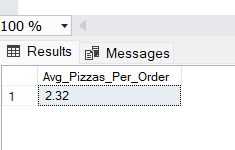 100 %
Results Messages
Avg_Pizzas_Per_Order
1 2.32